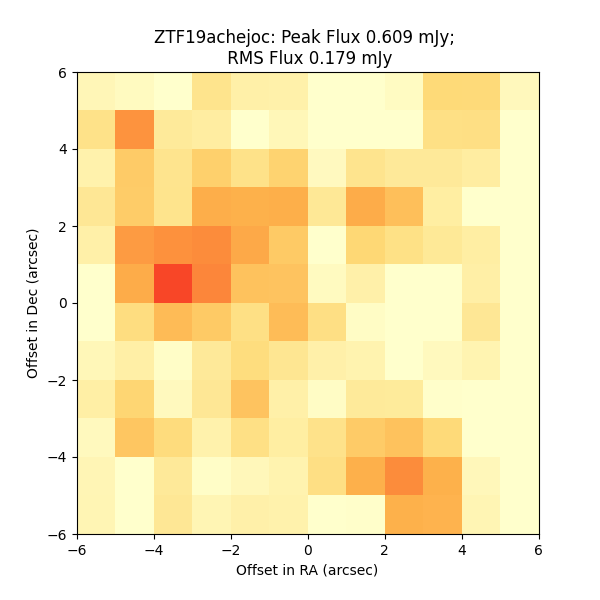 ZTF19achejoc: Peak Flux 0.609 mJy;
RMS Flux 0.179 mJy
6
4
2
0
−2
−4
−6
Offset in Dec (arcsec)
−6 −4 −2 0 2 4 6
Offset in RA (arcsec)